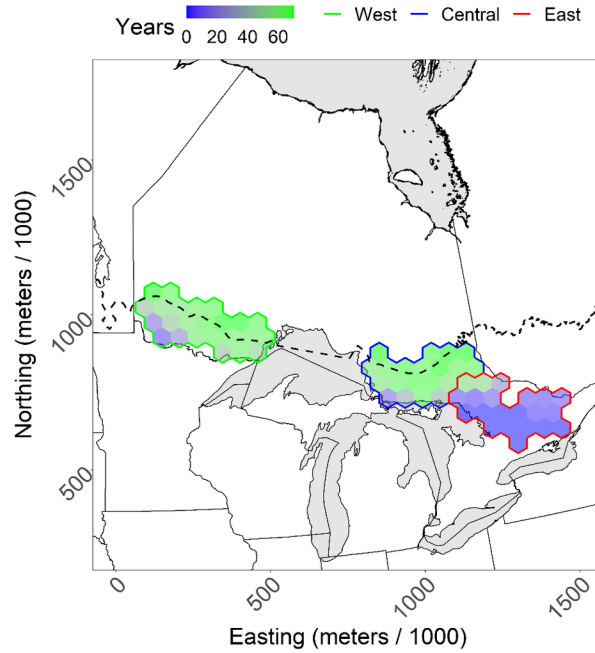 Years 0 20 40 60 West Central East
1500
1000
500
Northing (meters / 1000)
0 500 1000 1500
Easting (meters / 1000)